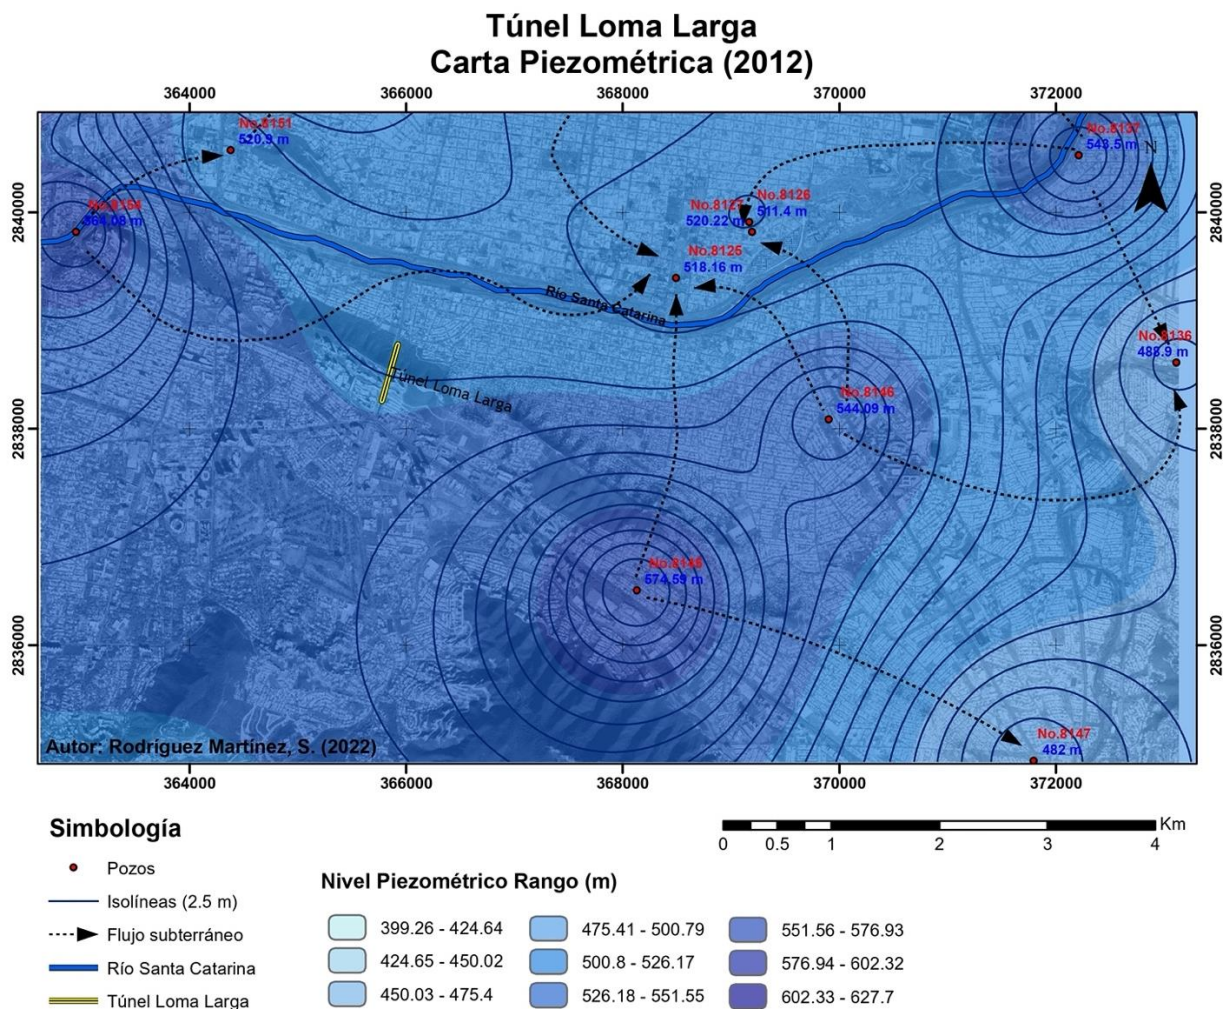 Túnel Loma Larga
Carta Piezométrica (2012)
364000 366000 368000 370000 372000
2840000 2840000
2838000 2838000
2836000 2836000
No.8151
520.9 m
No.8137
543.5 m
N
No.8154
564.08 m
No.8126
511.4 m
No.8127
520.22 m
No.8125
518.16 m
Río Santa Catarina
No.8136
488.9 m
Túnel Loma Larga
No.8146
544.09 m
574.59 m
No.8147
482 m
Autor: Rodríguez Martínez, S. (2022)
364000 366000 368000 370000 372000
Simbología
Pozos
Isolíneas (2.5 m)
Flujo subterráneo
Río Santa Catarina
Túnel Loma Larga
Km
0 0.5 1 2 3 4
Nivel Piezométrico Rango (m)
399.26 - 424.64 475.41 - 500.79 551.56 - 576.93
424.65 - 450.02 500.8 - 526.17 576.94 - 602.32
450.03 - 475.4 526.18 - 551.55 602.33 - 627.7